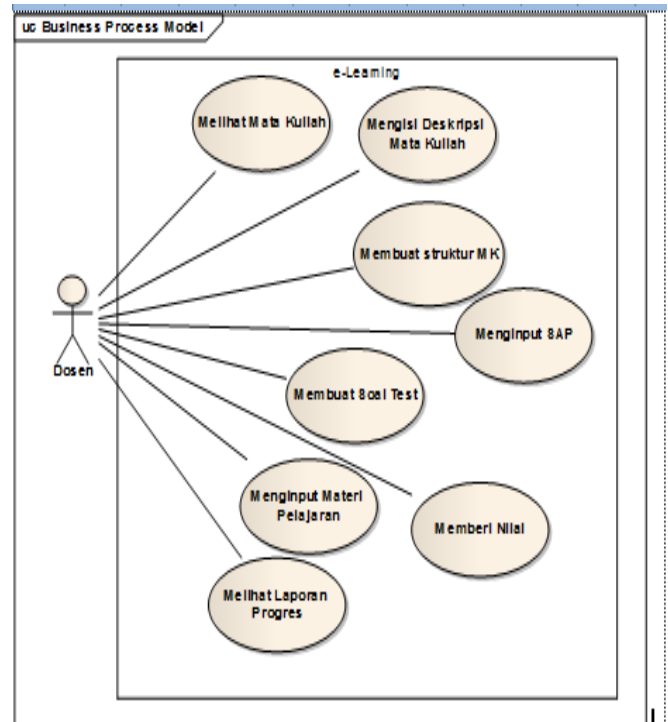 uc Business Process Model
e-Learning
Melihat Mata Kuliah
Mengisi Deskripsi
Mata Kuliah
Membuat struktur MK
Menginput SAP
Dosen
Membuat Soal Test
Menginput Materi
Pelajaran
Memberi Nilai
Melihat Laporan
Progres